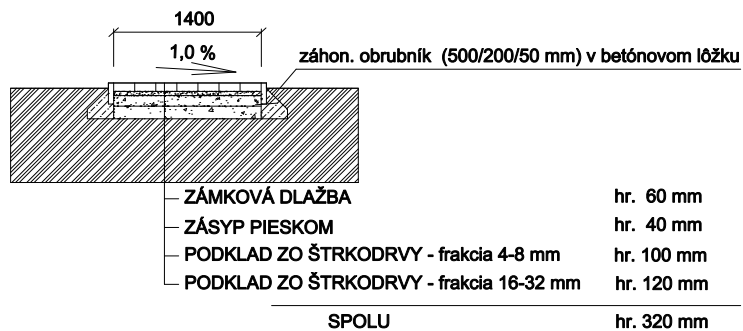 1400
1,0 %
záhon. obrubník (500/200/50 mm) v betónovom lôžku
ZÁMKOVÁ DLAŽBA hr. 60 mm
ZÁSYP PIESKOM hr. 40 mm
PODKLAD ZO ŠTRKODRVY - frakcia 4-8 mm hr. 100 mm
PODKLAD ZO ŠTRKODRVY - frakcia 16-32 mm hr. 120 mm
SPOLU hr. 320 mm